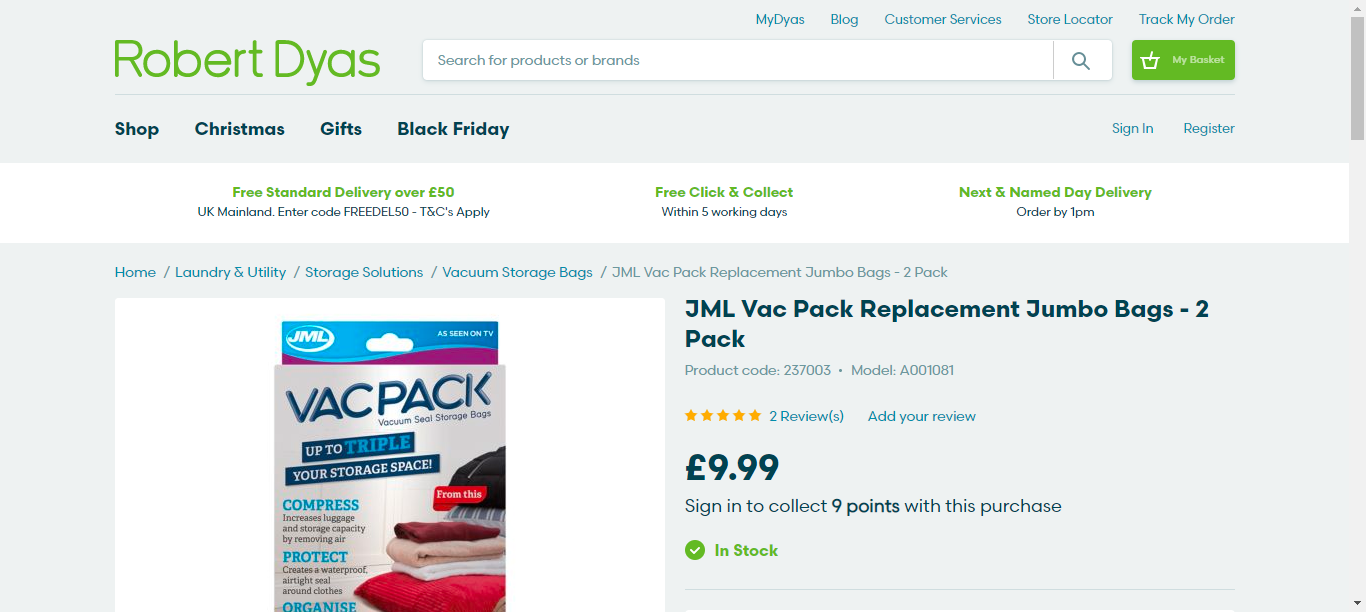 MyDyas
Blog
Customer Services
Store Locator
Track My Order
Robert Dyas
Search for products or brands
My Basket
Shop
Christmas
Gifts
Black Friday
Sign In
Register
Free Standard Delivery over £50
UK Mainland. Enter code FREEDEL50 - T&C's Apply
Free Click & Collect
Within 5 working days
Next & Named Day Delivery
Order by 1pm
Home / Laundry & Utility / Storage Solutions / Vacuum Storage Bags / JML Vac Pack Replacement Jumbo Bags - 2 Pack
JML
AS SEEN ON TV
VACPACK
Vacuum Seal Storage Bags
UP TO TRIPLE
YOUR STORAGE SPACE!
From this
COMPRESS
Increases luggage
and storage capacity
by removing air
PROTECT
Creates a waterproof,
airtight seal
around clothes
ORGANISE
JML Vac Pack Replacement Jumbo Bags - 2
Pack
Product code: 237003 • Model: A001081
2 Review(s)
Add your review
£9.99
Sign in to collect 9 points with this purchase
In Stock